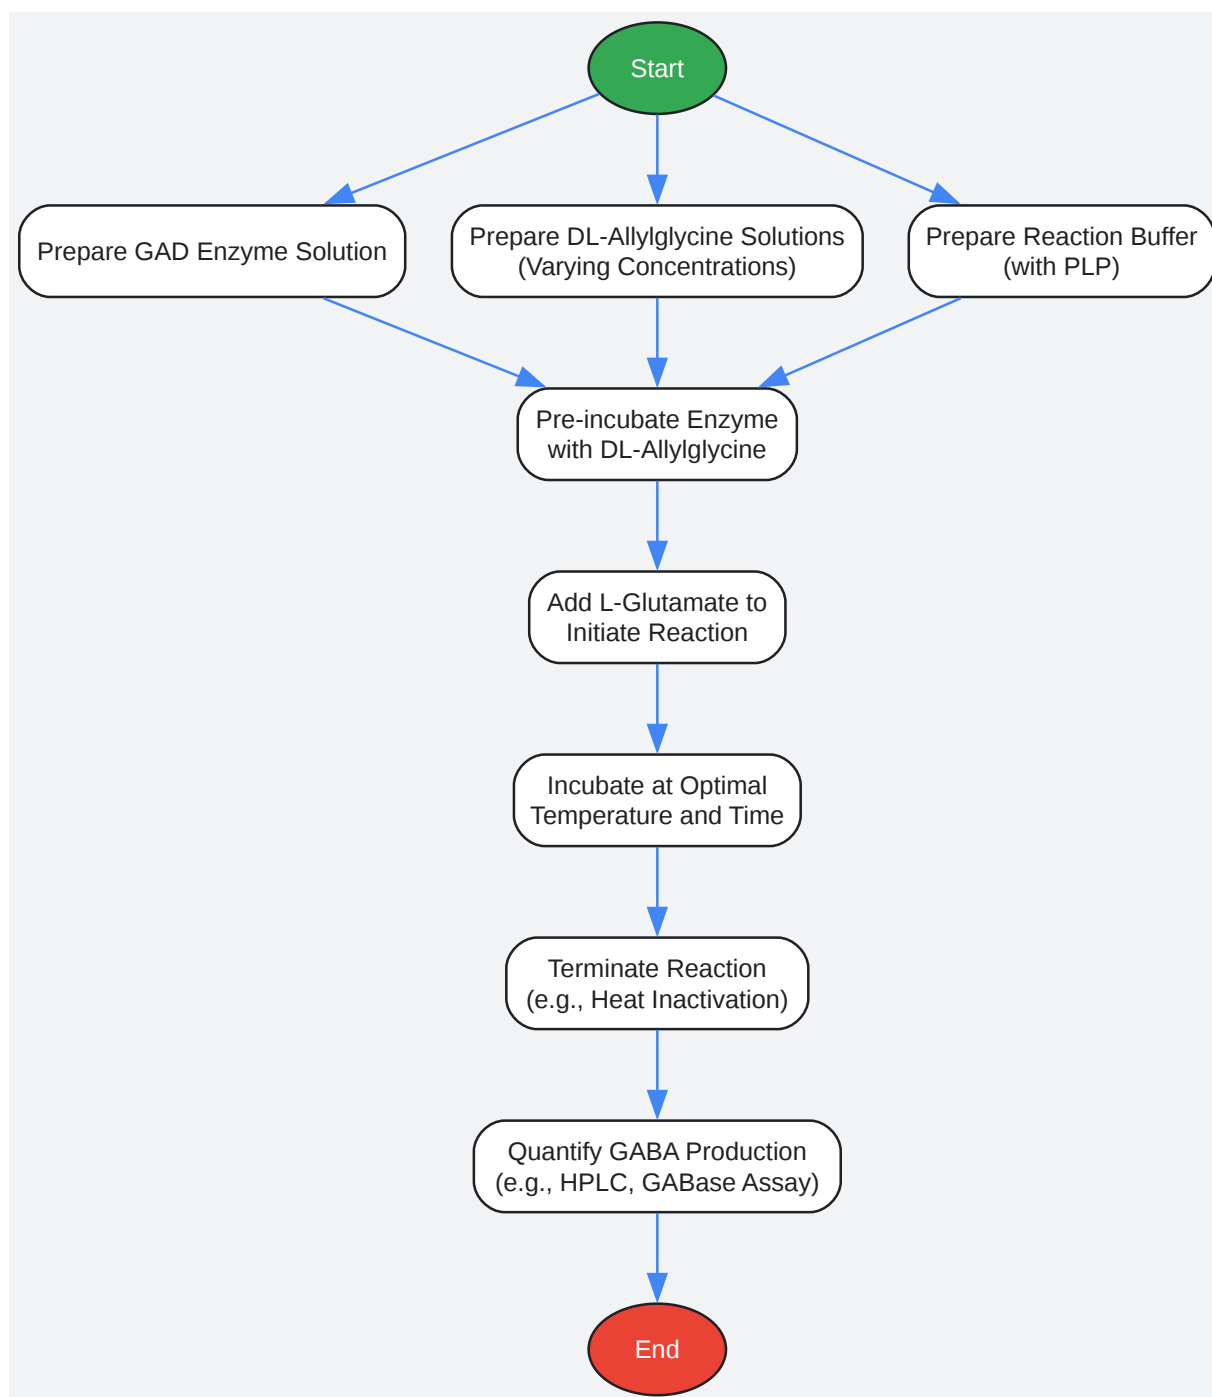 Start
Prepare GAD Enzyme Solution
Prepare DL-Allylglycine Solutions
(Varying Concentrations)
Prepare Reaction Buffer
(with PLP)
Pre-incubate Enzyme
with DL-Allylglycine
Add L-Glutamate to
Initiate Reaction
Incubate at Optimal
Temperature and Time
Terminate Reaction
(e.g., Heat Inactivation)
Quantify GABA Production
(e.g., HPLC, GABase Assay)
End